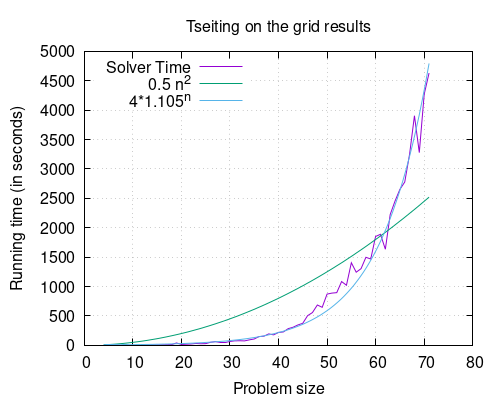 Tseiting on the grid results
5000
4500
4000
3500
3000
2500
2000
1500
1000
500
0
Solver Time
0.5 n²
4*1.105ⁿ
Running time (in seconds)
0 10 20 30 40 50 60 70 80
Problem size